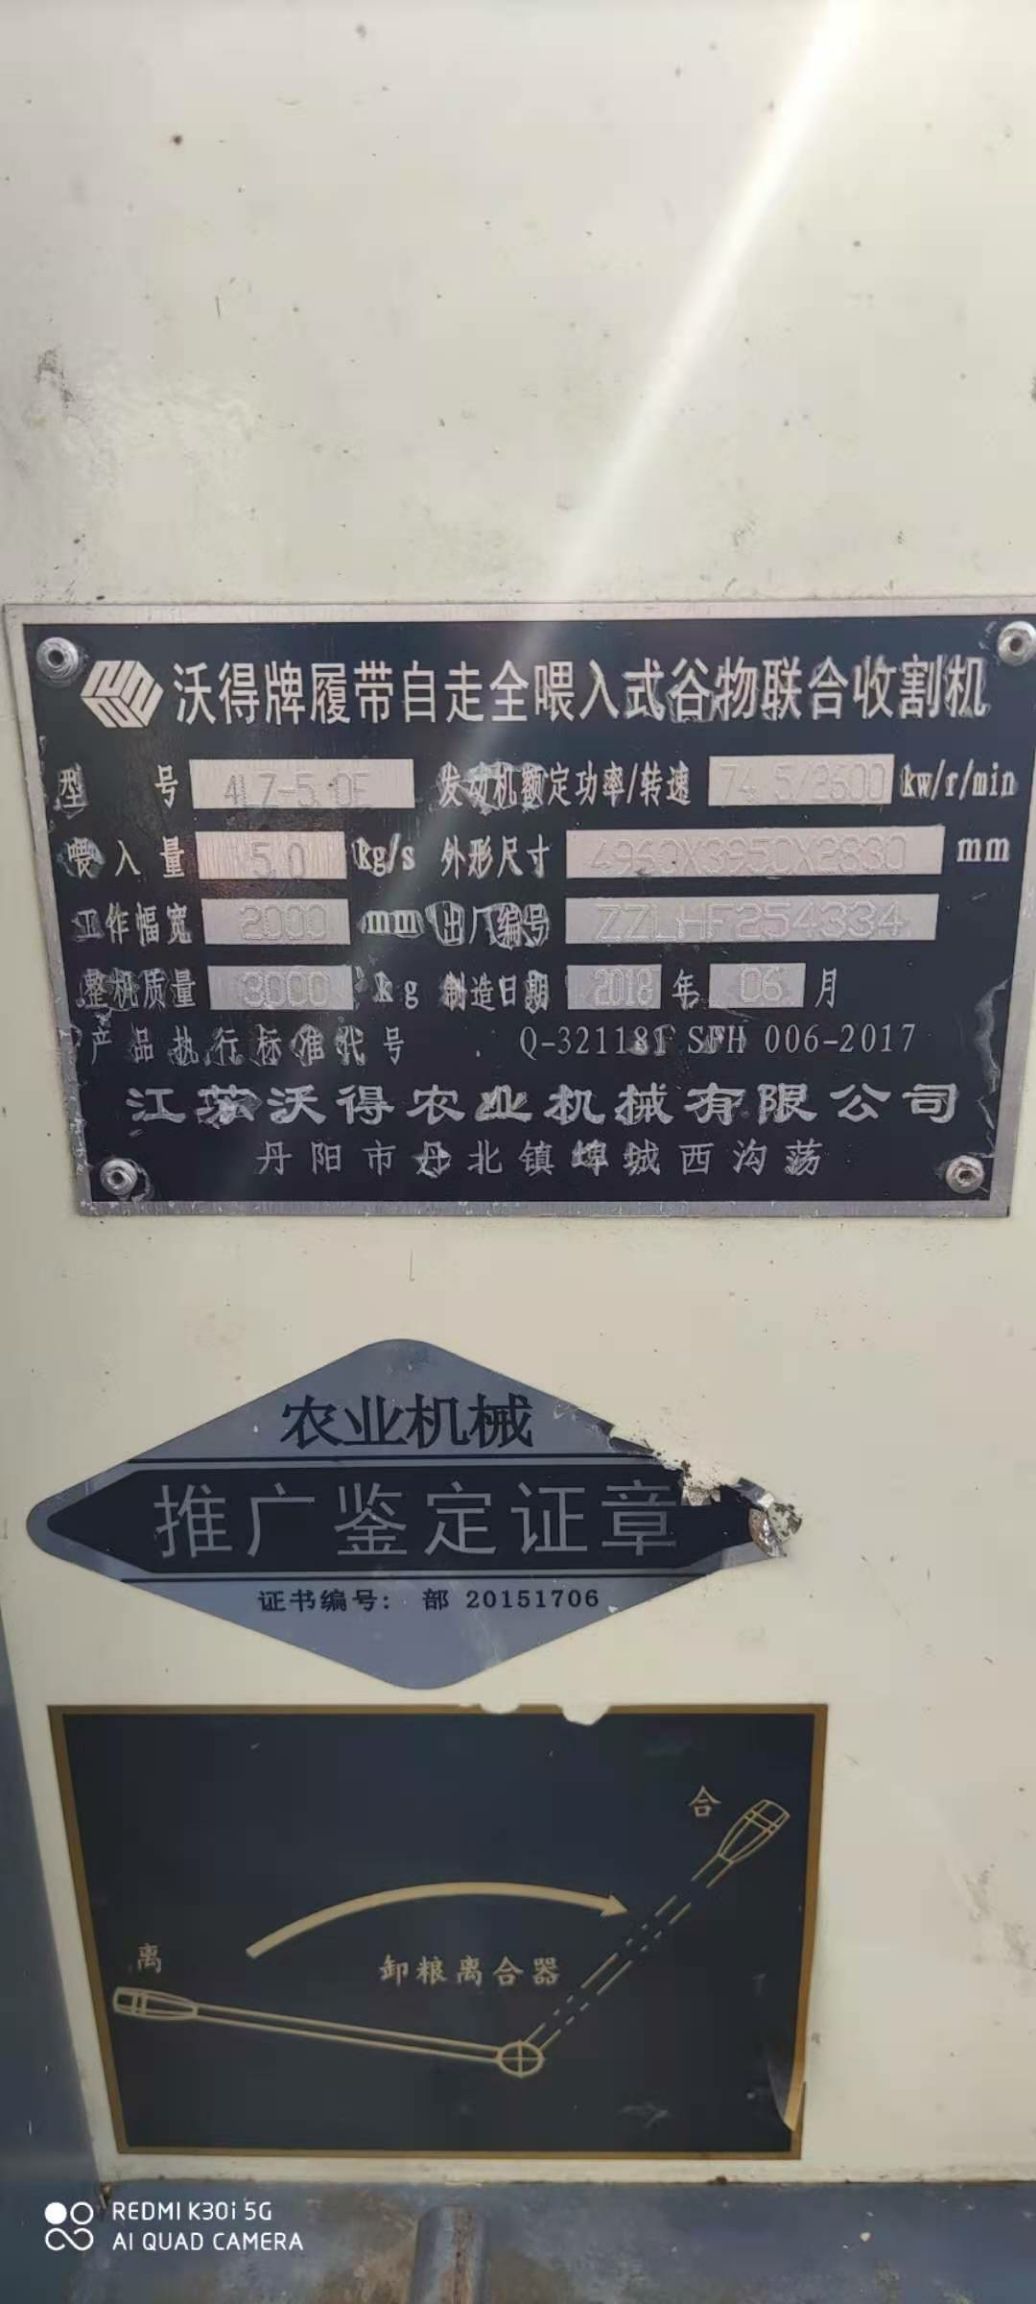 沃得牌履带自走全喂入式谷物联合收割机
型 号 4LZ-5.0E 发动机额定功率/转速 74.5/2600 kw/r/min
喂入量 5.0 kg/s 外形尺寸 4960X3950X2830 mm
工作幅宽 2000 mm 出厂编号 ZZLHF254334
整机质量 3000 kg 制造日期 2018 年 06 月
产品执行标准代号 Q-321181 SFH 006-2017
江苏沃得农业机械有限公司
丹阳市丹北镇埤城西沟荡
农业机械
推广鉴定证章
证书编号: 部 20151706
合
离
卸粮离合器
REDMI K30i 5G
AI QUAD CAMERA